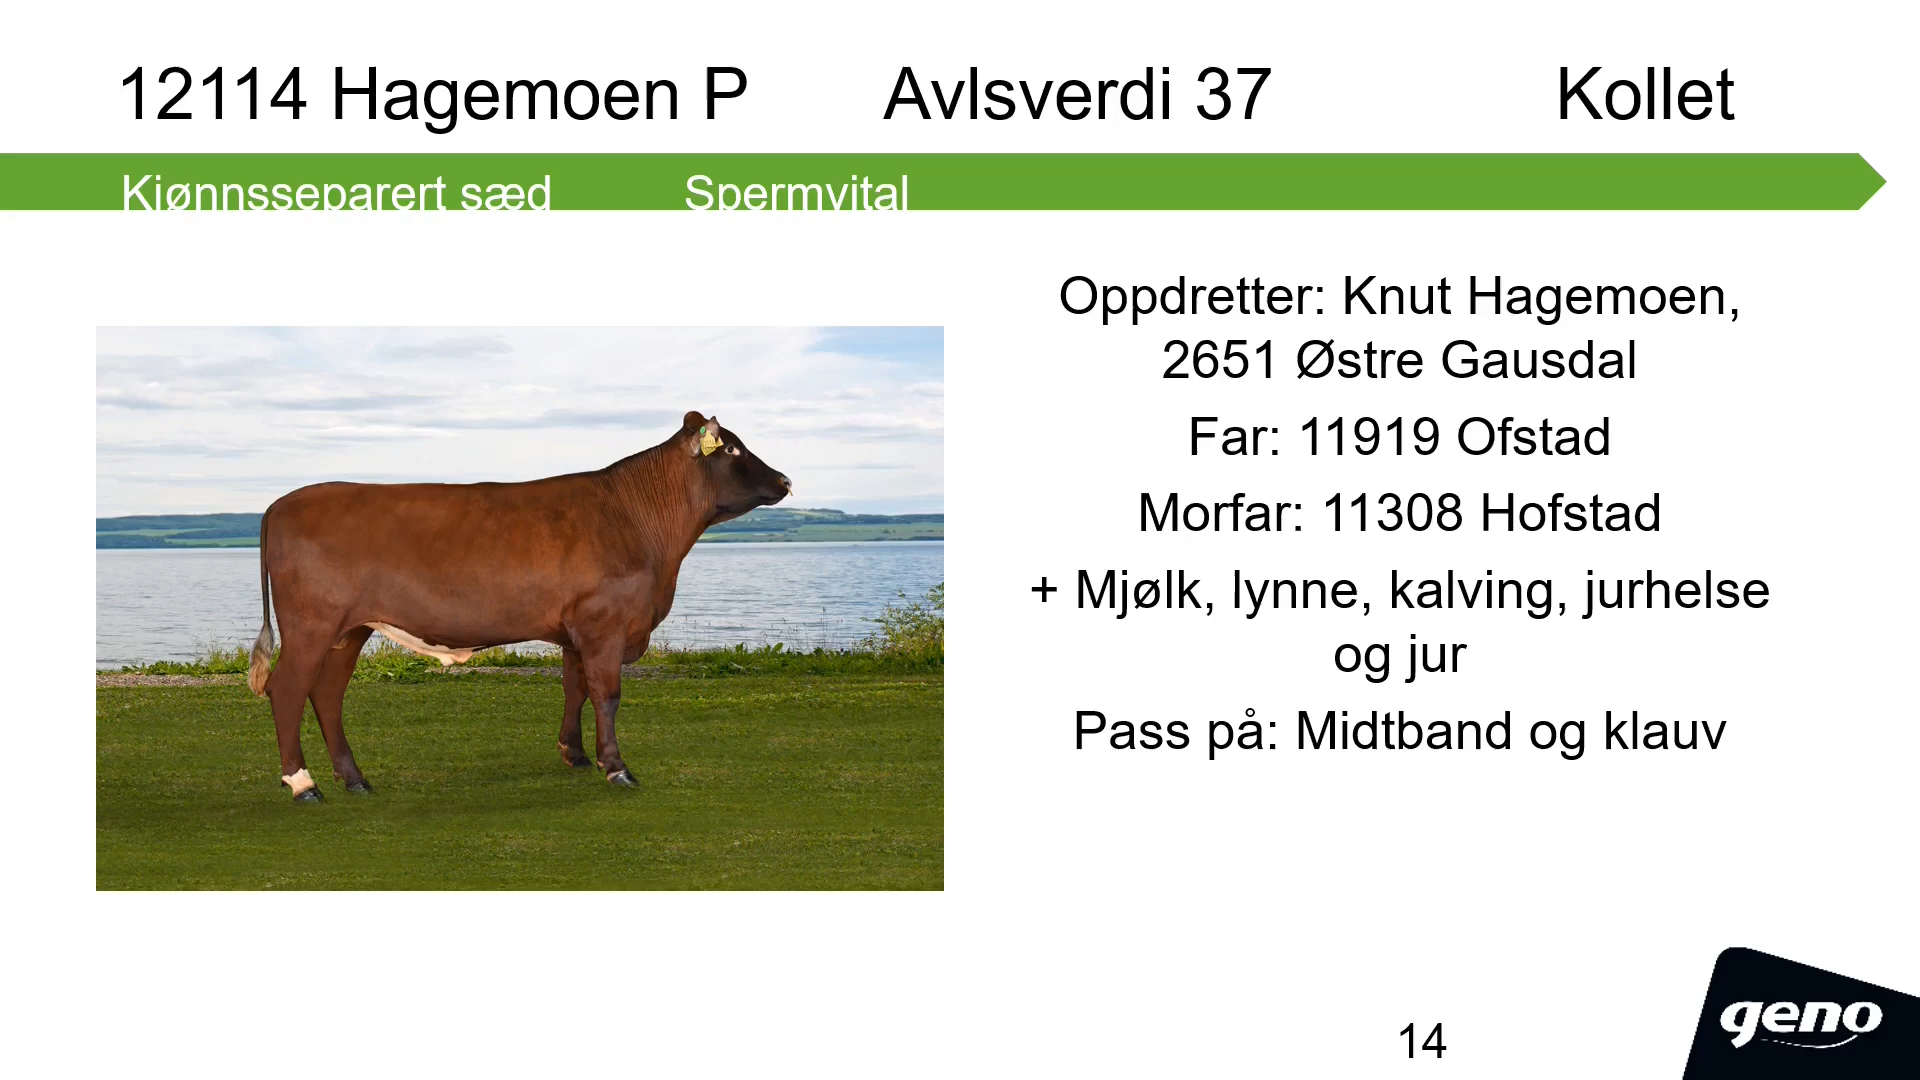 12114 Hagemoen P Avlsverdi 37 Kollet
Kjønnsseparert sæd Spermvital
Oppdretter: Knut Hagemoen,
2651 Østre Gausdal
Far: 11919 Ofstad
Morfar: 11308 Hofstad
+ Mjølk, lynne, kalving, jurhelse
og jur
Pass på: Midtband og klauv
14
geno